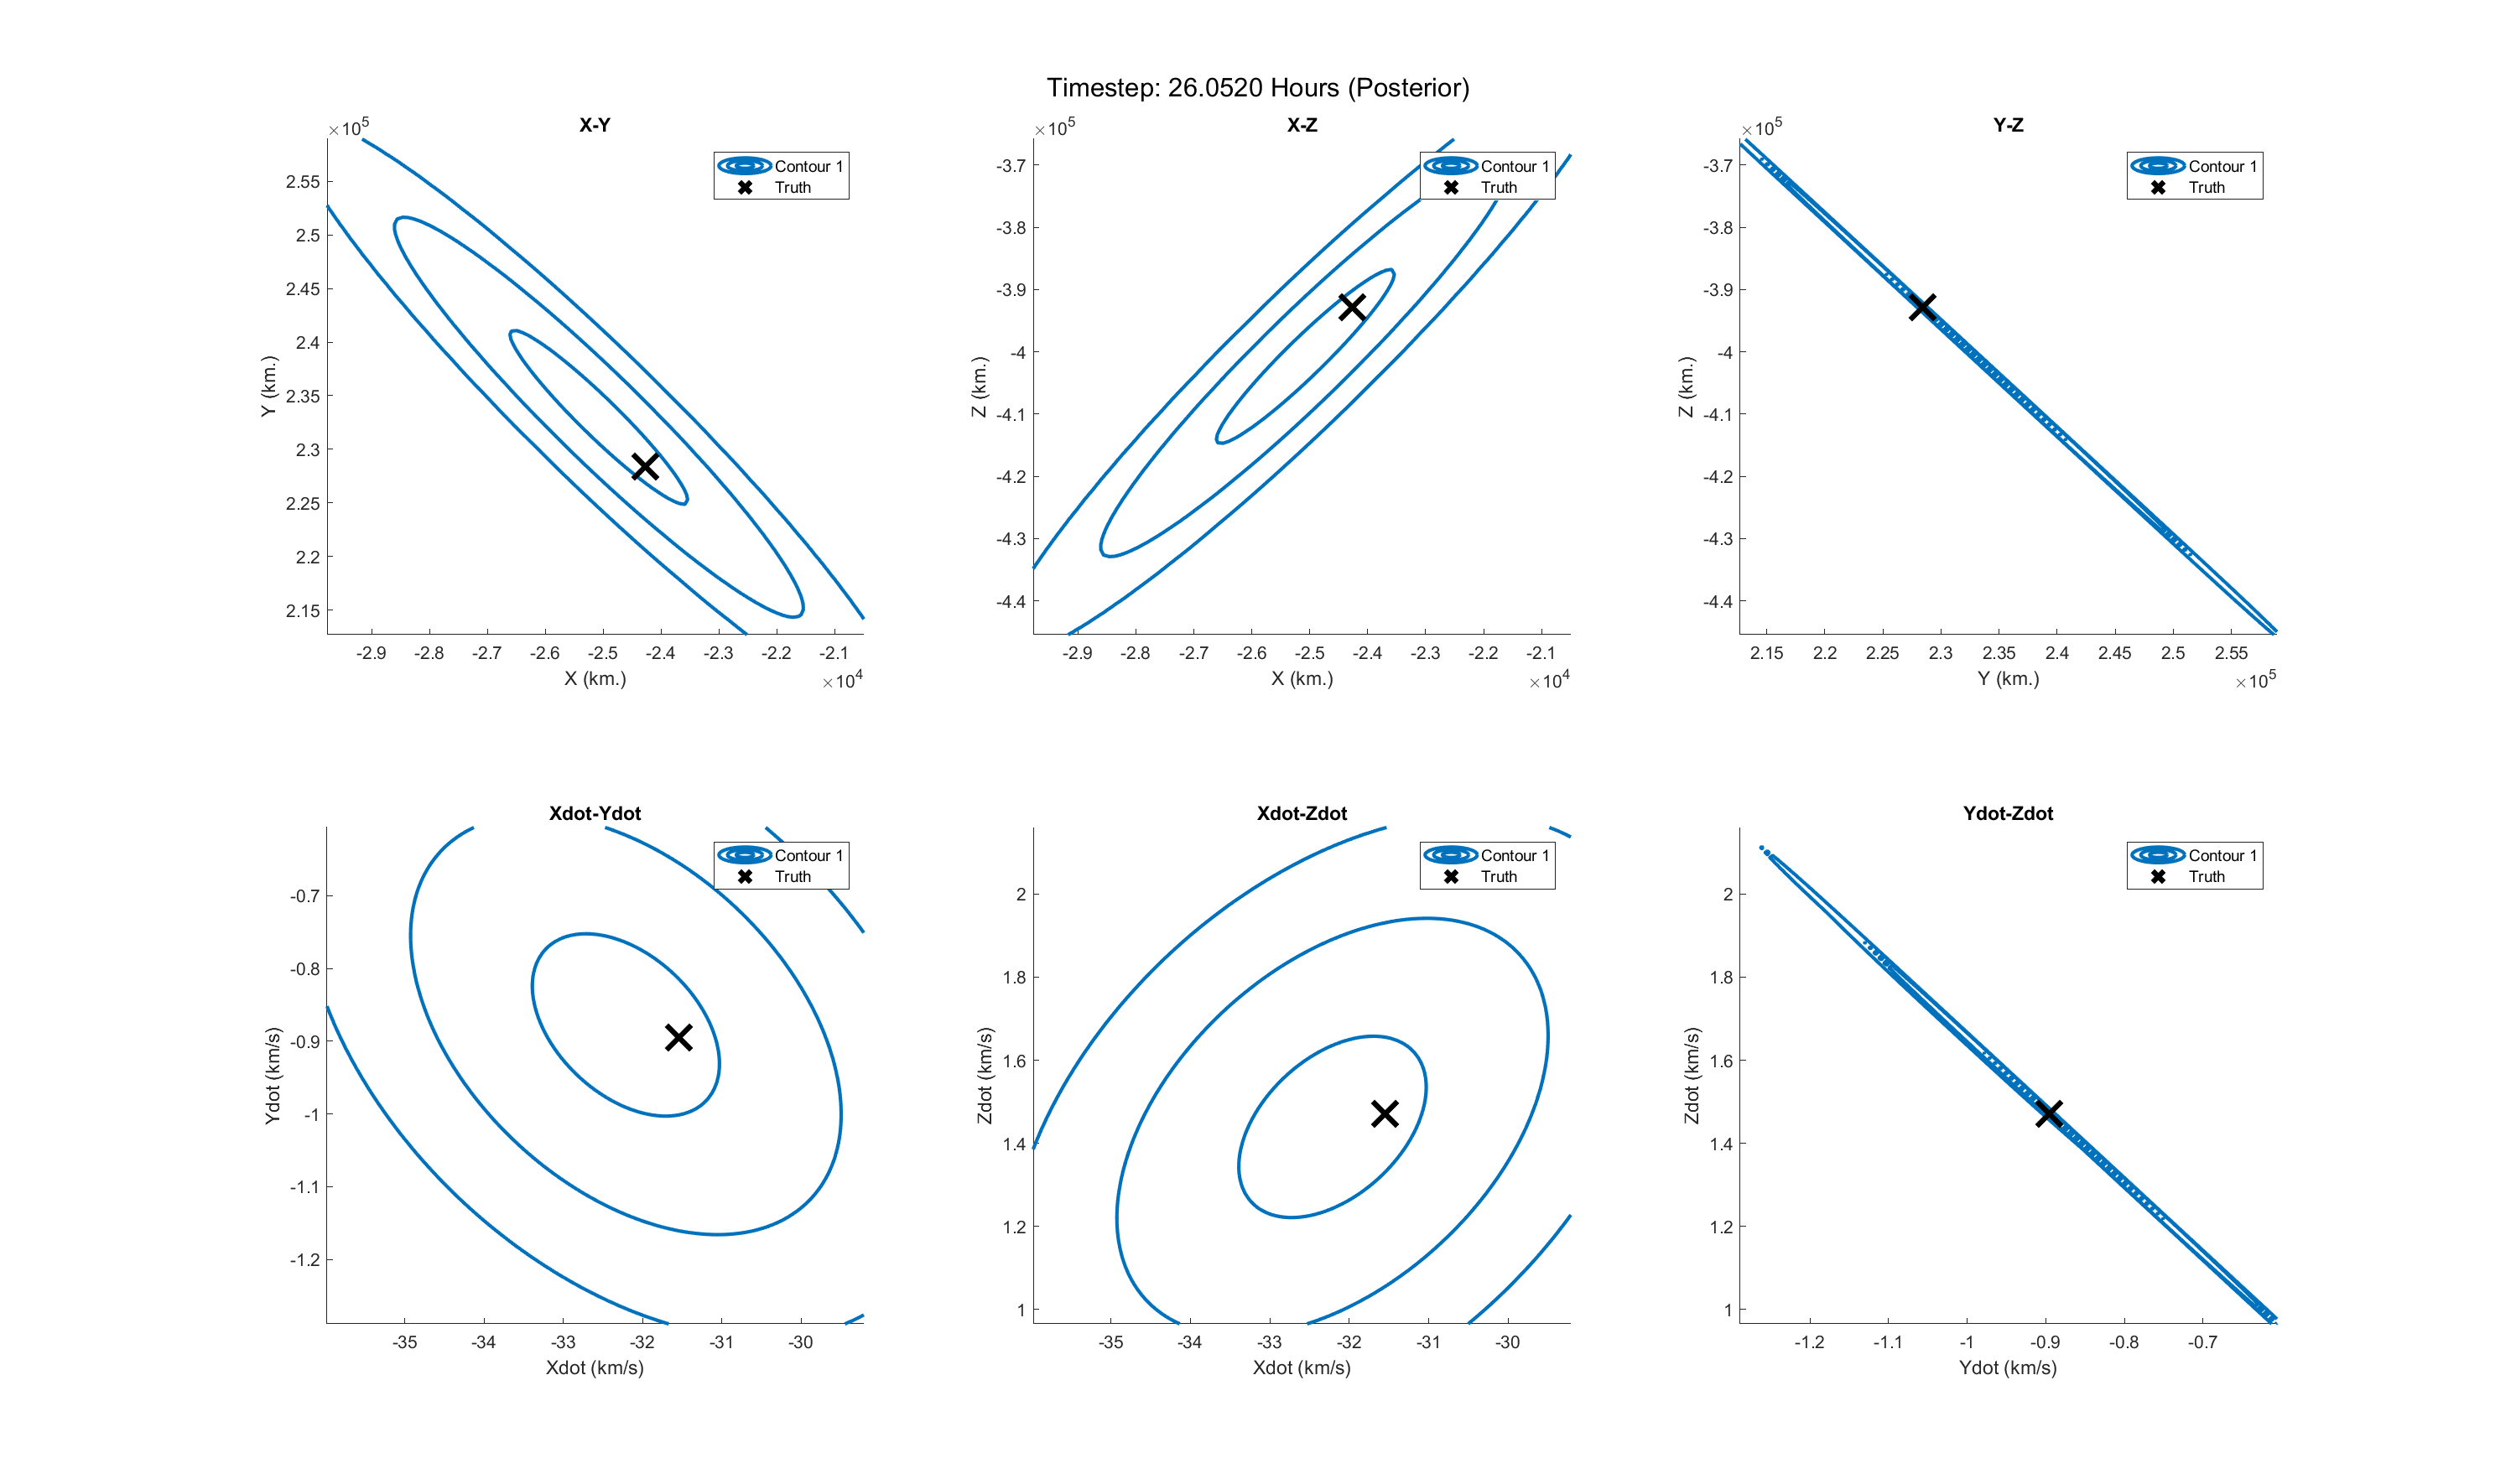 Timestep: 26.0520 Hours (Posterior)
X-Y
×10^5
Contour 1
Truth
2.55
2.5
2.45
2.4
2.35
2.3
2.25
2.2
2.15
Y (km.)
-2.9 -2.8 -2.7 -2.6 -2.5 -2.4 -2.3 -2.2 -2.1
X (km.)
×10^4
X-Z
×10^5
Contour 1
Truth
-3.7
-3.8
-3.9
-4
-4.1
-4.2
-4.3
-4.4
Z (km.)
-2.9 -2.8 -2.7 -2.6 -2.5 -2.4 -2.3 -2.2 -2.1
X (km.)
×10^4
Y-Z
×10^5
Contour 1
Truth
-3.7
-3.8
-3.9
-4
-4.1
-4.2
-4.3
-4.4
Z (km.)
2.15 2.2 2.25 2.3 2.35 2.4 2.45 2.5 2.55
Y (km.)
×10^5
Xdot-Ydot
Contour 1
Truth
-0.7
-0.8
-0.9
-1
-1.1
-1.2
Ydot (km/s)
-35 -34 -33 -32 -31 -30
Xdot (km/s)
Xdot-Zdot
Contour 1
Truth
2
1.8
1.6
1.4
1.2
1
Zdot (km/s)
-35 -34 -33 -32 -31 -30
Xdot (km/s)
Ydot-Zdot
Contour 1
Truth
2
1.8
1.6
1.4
1.2
1
Zdot (km/s)
-1.2 -1.1 -1 -0.9 -0.8 -0.7
Ydot (km/s)